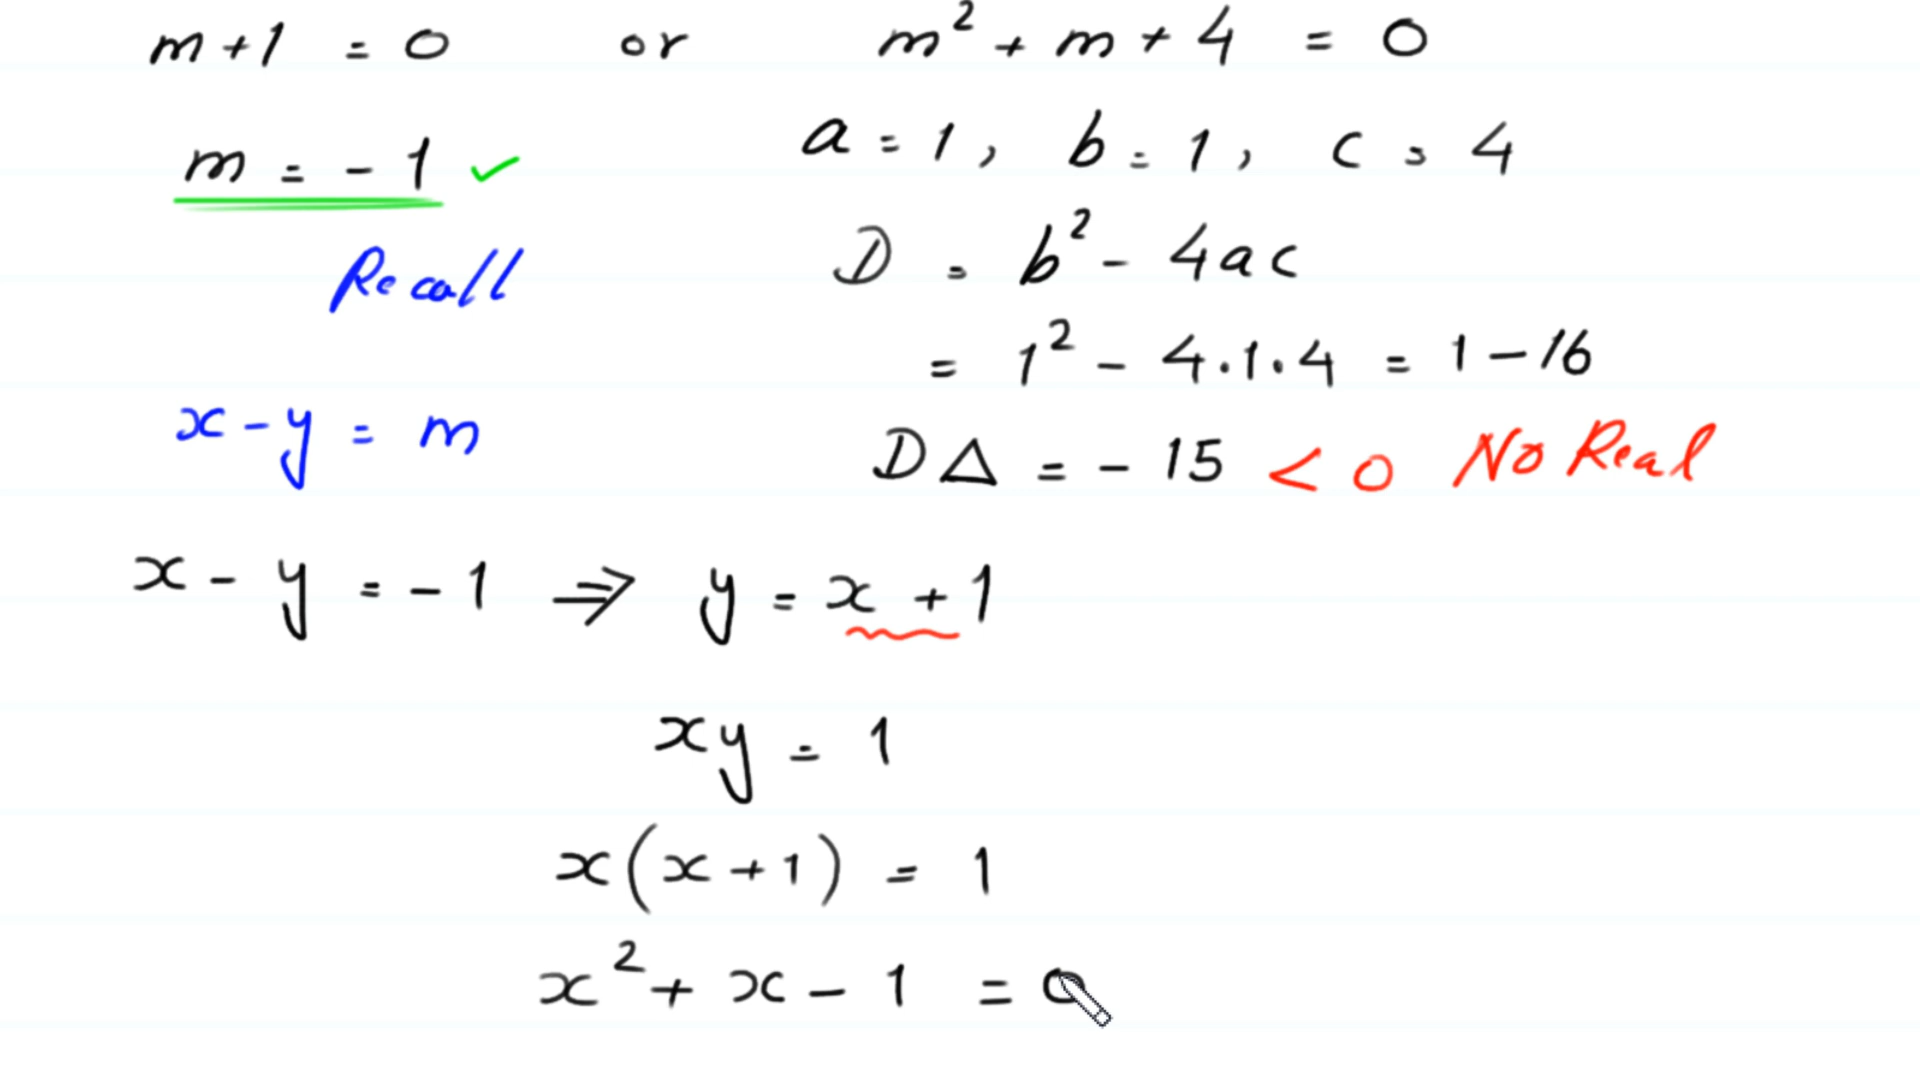 m + 1 = 0 or m² + m + 4 = 0
m = - 1 ✓ a = 1, b = 1, c = 4
Recall D = b² - 4ac
= 1² - 4·1·4 = 1 - 16
x - y = m D△ = - 15 < 0 No Real
x - y = - 1 ⇒ y = x + 1
xy = 1
x(x + 1) = 1
x² + x - 1 = 0